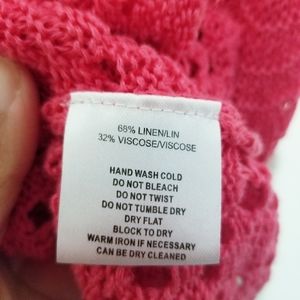 68% LINEN/LIN
32% VISCOSE/VISCOSE
HAND WASH COLD
DO NOT BLEACH
DO NOT TWIST
DO NOT TUMBLE DRY
DRY FLAT
BLOCK TO DRY
WARM IRON IF NECESSARY
CAN BE DRY CLEANED